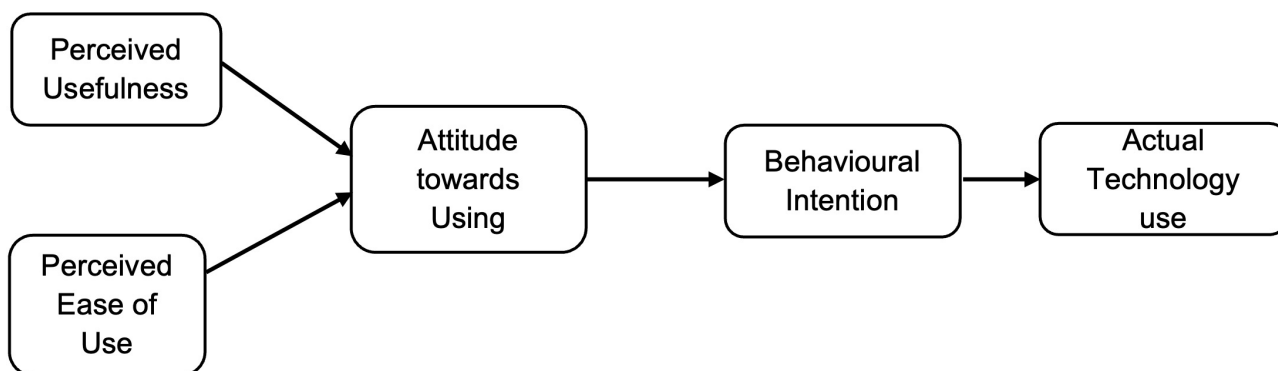 Perceived
Usefulness
Perceived
Ease of
Use
Attitude
towards
Using
Behavioural
Intention
Actual
Technology
use